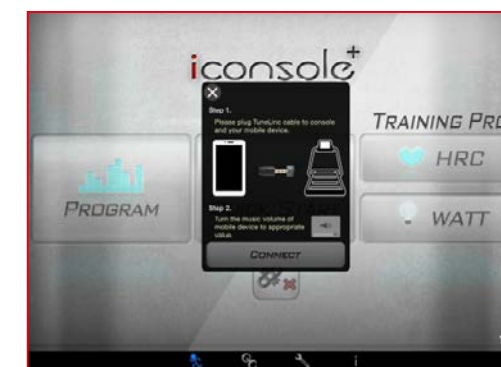 iconsole+
Step 1.
Please plug TuneLinc cable to console
and your mobile device.
TRAINING PRO
HRC
PROGRAM
Step 2.
Turn the music volume of
mobile device to appropriate
value.
WATT
CONNECT